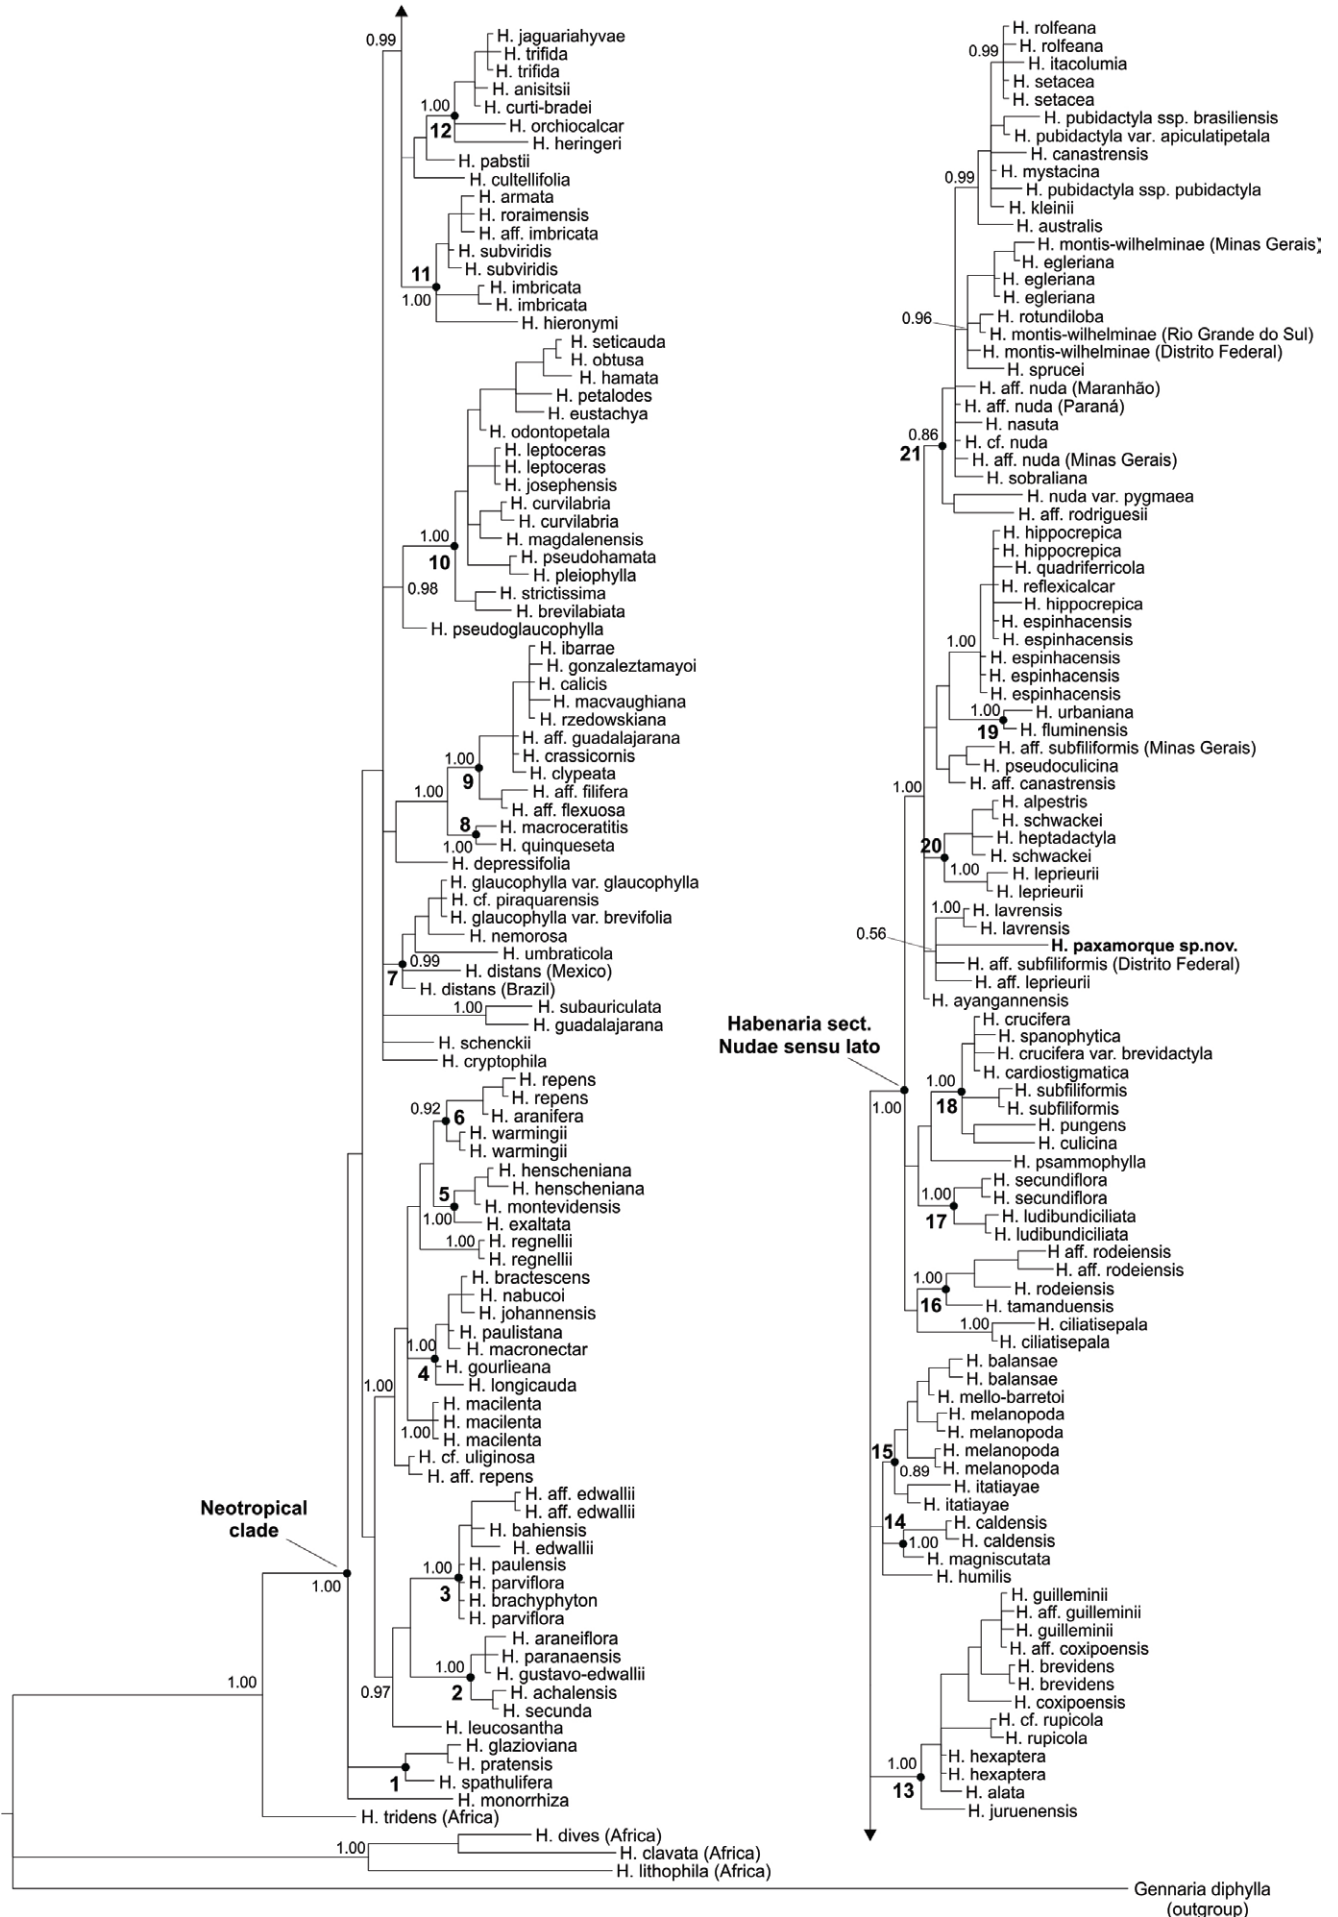 0.99
H. jaguariahyvae
H. trifida
H. trifida
H. anisitsii
1.00
H. curti-bradei
12
H. orchiocalcar
H. heringeri
H. pabstii
H. cultellifolia
H. armata
H. roraimensis
H. aff. imbricata
H. subviridis
H. subviridis
11
1.00
H. imbricata
H. imbricata
H. hieronymi
H. seticauda
H. obtusa
H. hamata
H. petalodes
H. eustachya
H. odontopetala
H. leptoceras
H. leptoceras
H. josephensis
H. curvilabria
H. curvilabria
1.00
H. magdalenensis
10
H. pseudohamata
H. pleiophylla
0.98
H. strictissima
H. brevilabiata
H. pseudoglaucophylla
H. ibarrae
H. gonzaleztamayoi
H. calicis
H. macvaughiana
H. rzedowskiana
H. aff. guadalajarana
1.00
H. crassicornis
9
H. clypeata
1.00
H. aff. filifera
H. aff. flexuosa
8
H. macroceratitis
1.00
H. quinqueseta
H. depressifolia
H. glaucophylla var. glaucophylla
H. cf. piraquarensis
H. glaucophylla var. brevifolia
H. nemorosa
H. umbraticola
0.99
7
H. distans (Mexico)
H. distans (Brazil)
1.00
H. subauriculata
H. guadalajarana
H. schenckii
H. cryptophila
H. repens
H. repens
0.92
6
H. aranifera
H. warmingii
H. warmingii
H. henscheniana
5
H. henscheniana
H. montevidensis
1.00
H. exaltata
1.00
H. regnellii
H. regnellii
H. bractescens
H. nabucoi
H. johannensis
H. paulistana
1.00
H. macronectar
4
H. gourlieana
1.00
H. longicauda
H. macilenta
H. macilenta
1.00
H. macilenta
H. cf. uliginosa
H. aff. repens
H. aff. edwallii
Neotropical
clade
H. aff. edwallii
H. bahiensis
H. edwallii
1.00
H. paulensis
1.00
3
H. parviflora
H. brachyphyton
H. parviflora
H. araneiflora
H. paranaensis
1.00
H. gustavo-edwallii
1.00
0.97
2
H. achalensis
H. secunda
H. leucosantha
H. glazioviana
H. pratensis
1
H. spathulifera
H. monorrhiza
H. tridens (Africa)
H. dives (Africa)
1.00
H. clavata (Africa)
H. lithophila (Africa)
Gennaria diphylla
(outgroup)
H. rolfeana
0.99
H. rolfeana
H. itacolumia
H. setacea
H. setacea
H. pubidactyla ssp. brasiliensis
H. pubidactyla var. apiculatipetala
H. canastrensis
0.99
H. mystacina
H. pubidactyla ssp. pubidactyla
H. kleinii
H. australis
H. montis-wilhelminae (Minas Gerais)
H. egleriana
H. egleriana
H. egleriana
0.96
H. rotundiloba
H. montis-wilhelminae (Rio Grande do Sul)
H. montis-wilhelminae (Distrito Federal)
H. sprucei
H. aff. nuda (Maranhão)
H. aff. nuda (Paraná)
H. nasuta
0.86
H. cf. nuda
21
H. aff. nuda (Minas Gerais)
H. sobraliana
H. nuda var. pygmaea
H. aff. rodriguesii
H. hippocrepica
H. hippocrepica
H. quadriferricola
H. reflexicalcar
H. hippocrepica
H. espinhacensis
1.00
H. espinhacensis
H. espinhacensis
H. espinhacensis
H. espinhacensis
1.00
H. urbaniana
19
H. fluminensis
H. aff. subfiliformis (Minas Gerais)
H. pseudoculicina
1.00
H. aff. canastrensis
H. alpestris
H. schwackei
20
H. heptadactyla
H. schwackei
1.00
H. leprieurii
H. leprieurii
1.00
H. lavrensis
0.56
H. lavrensis
H. paxamorque sp.nov.
H. aff. subfiliformis (Distrito Federal)
H. aff. leprieurii
H. ayangannensis
Habenaria sect.
Nudae sensu lato
H. crucifera
H. spanophytica
H. crucifera var. brevidactyla
1.00
H. cardiostigmatica
1.00
18
H. subfiliformis
H. subfiliformis
H. pungens
H. culicina
H. psammophylla
1.00
H. secundiflora
H. secundiflora
17
H. ludibundiciliata
H. ludibundiciliata
H aff. rodeiensis
1.00
H. aff. rodeiensis
H. rodeiensis
16
H. tamanduensis
1.00
H. ciliatisepala
H. ciliatisepala
H. balansae
H. balansae
H. mello-barretoi
H. melanopoda
H. melanopoda
15
H. melanopoda
0.89
H. melanopoda
H. itatiayae
H. itatiayae
14
H. caldensis
1.00
H. caldensis
H. magniscutata
H. humilis
H. guilleminii
H. aff. guilleminii
H. guilleminii
H. aff. coxipoensis
H. brevidens
H. brevidens
H. coxipoensis
H. cf. rupicola
H. rupicola
1.00
H. hexaptera
13
H. hexaptera
H. alata
H. juruenensis